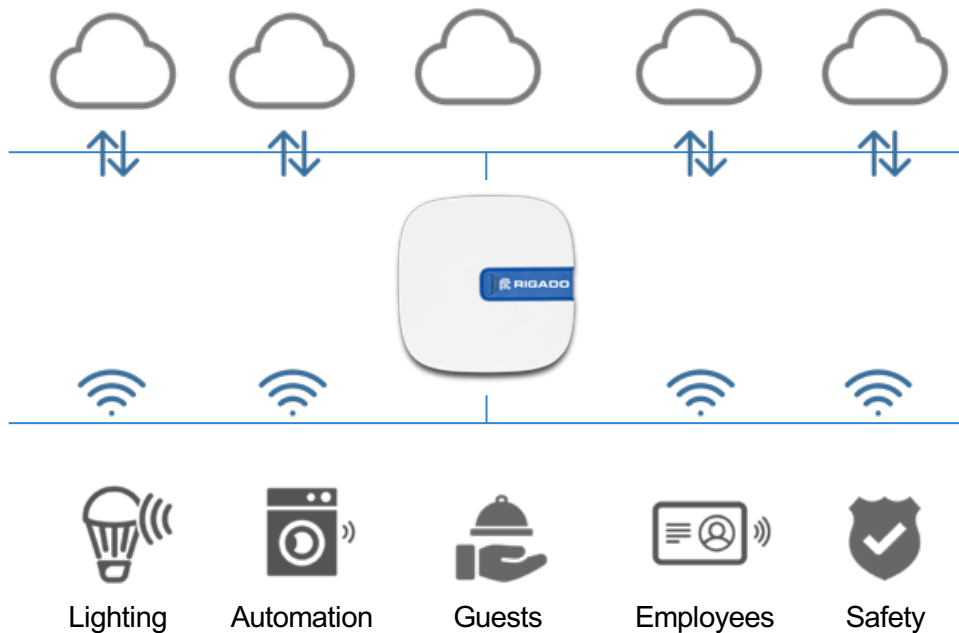 RIGADO
Lighting
Automation
Guests
Employees
Safety